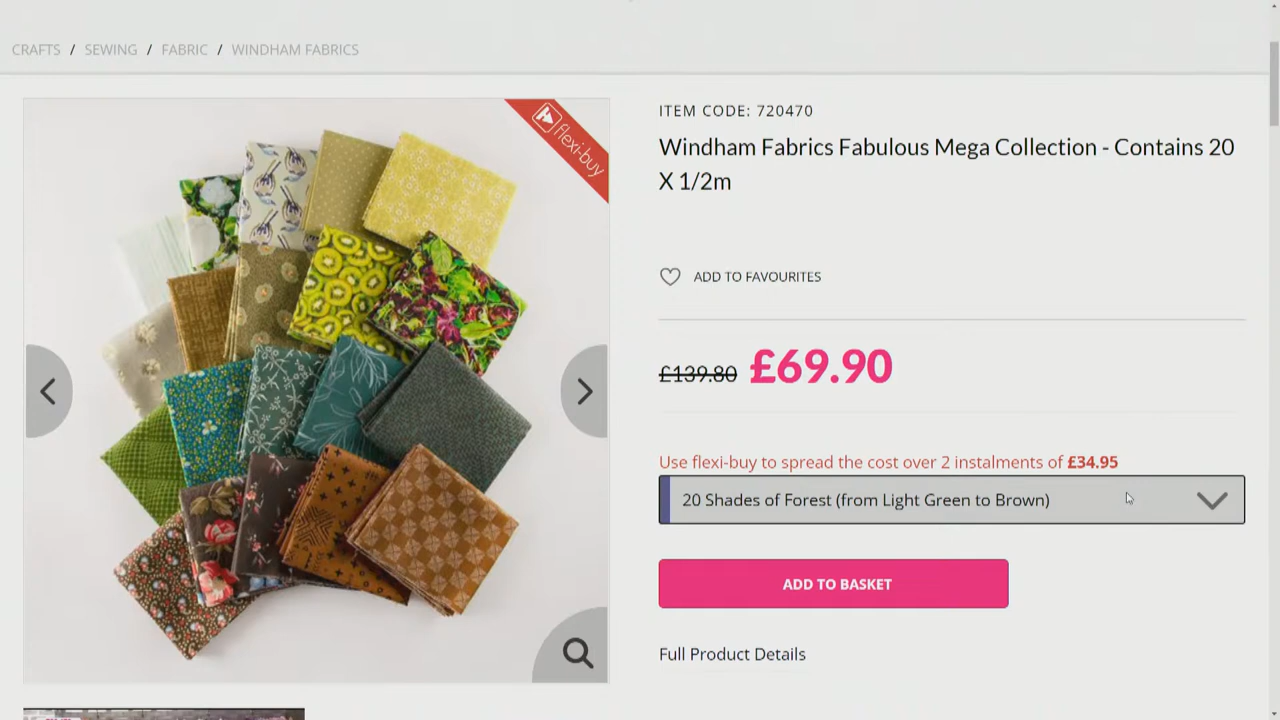 CRAFTS / SEWING / FABRIC / WINDHAM FABRICS
flexi-buy
ITEM CODE: 720470
Windham Fabrics Fabulous Mega Collection - Contains 20
X 1/2m
ADD TO FAVOURITES
£139.80 £69.90
Use flexi-buy to spread the cost over 2 instalments of £34.95
20 Shades of Forest (from Light Green to Brown)
ADD TO BASKET
Full Product Details